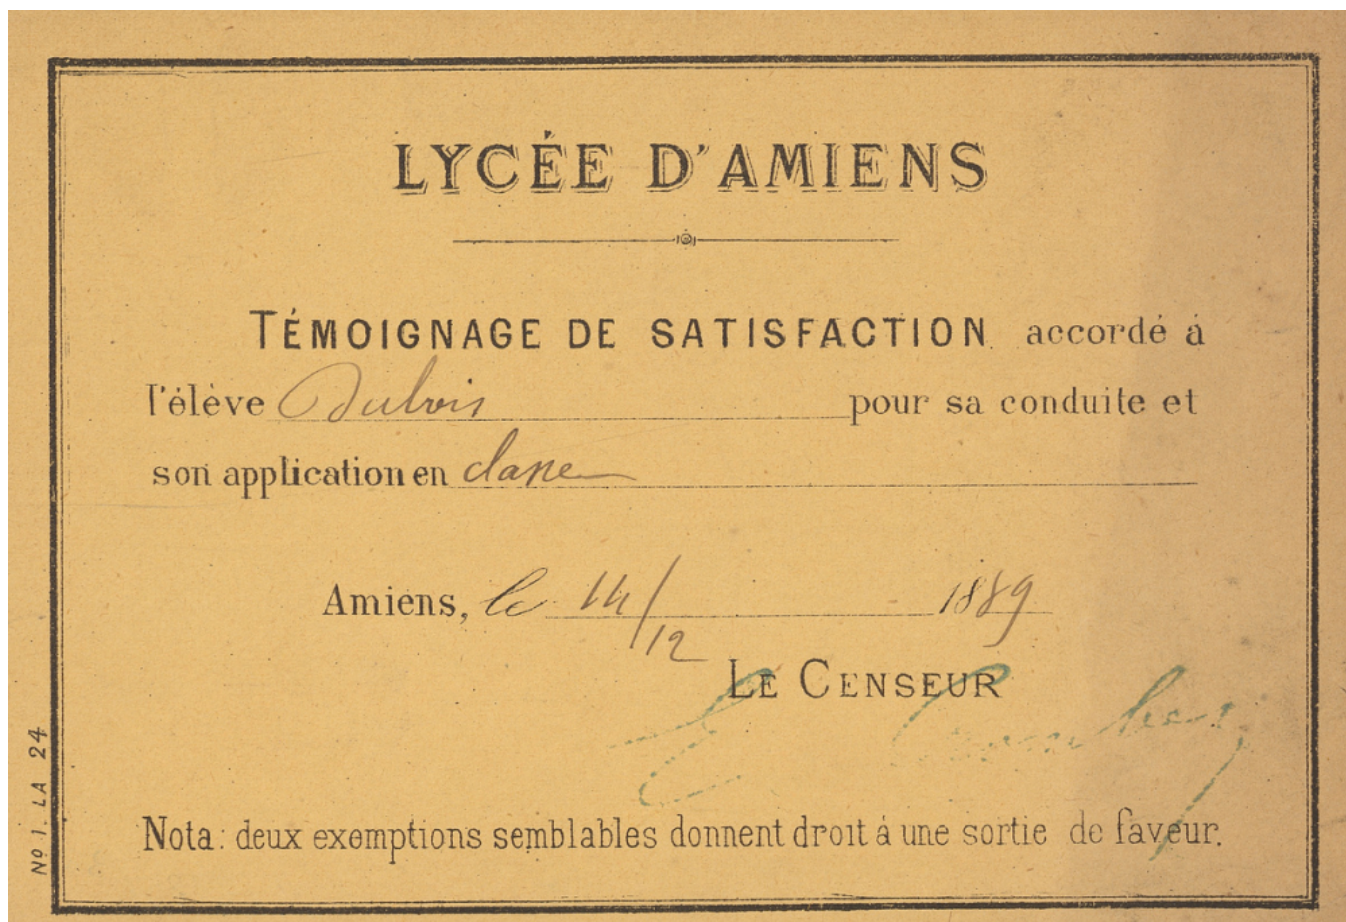 LYCÉE D'AMIENS
TÉMOIGNAGE DE SATISFACTION accordé à
l'élève Dubois pour sa conduite et
son application en classe
Amiens, le 14/12 1889
LE CENSEUR
E
Nota: deux exemptions semblables donnent droit à une sortie de faveur.
Nº 1. LA 24